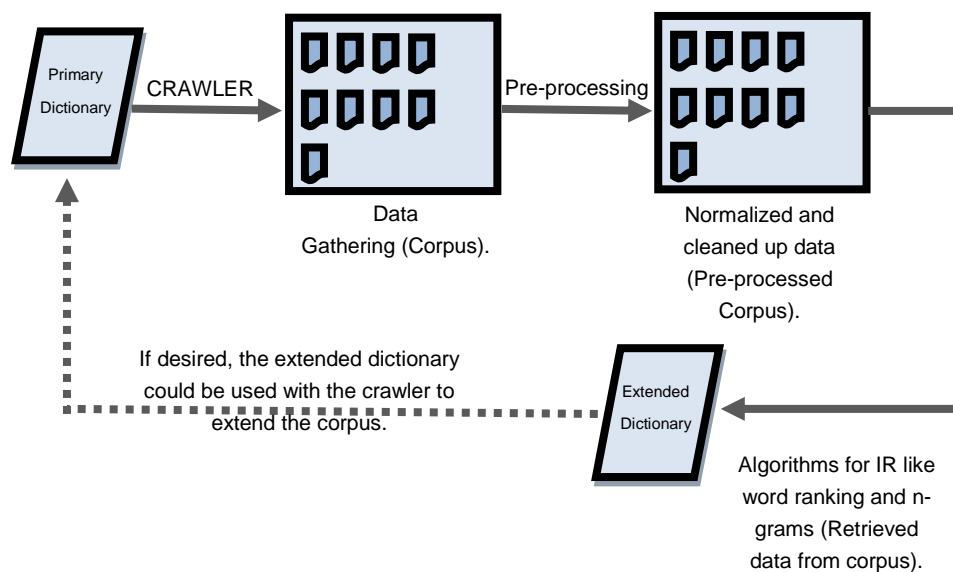 Primary
Dictionary
CRAWLER
Data
Gathering (Corpus).
Pre-processing
Normalized and
cleaned up data
(Pre-processed
Corpus).
If desired, the extended dictionary
could be used with the crawler to
extend the corpus.
Extended
Dictionary
Algorithms for IR like
word ranking and n-
grams (Retrieved
data from corpus).